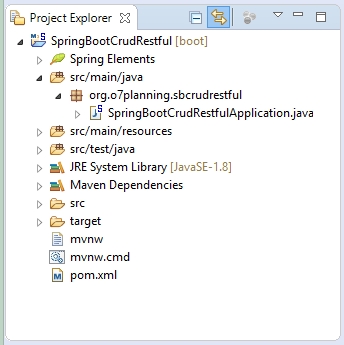 Project Explorer
SpringBootCrudRestful [boot]
Spring Elements
src/main/java
org.o7planning.sbcrudrestful
SpringBootCrudRestfulApplication.java
src/main/resources
src/test/java
JRE System Library [JavaSE-1.8]
Maven Dependencies
src
target
mvnw
mvnw.cmd
pom.xml